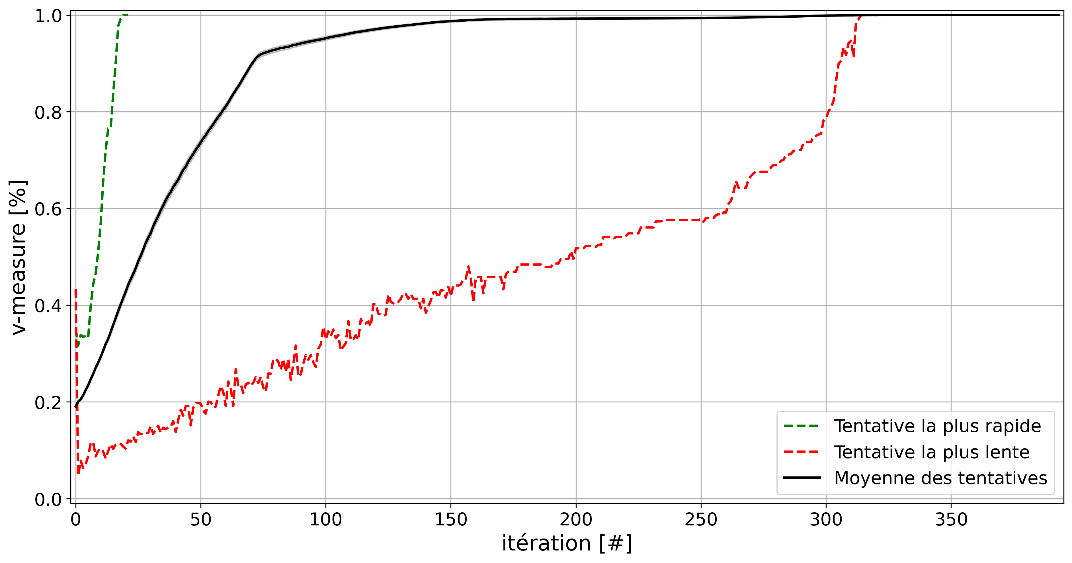 1.0
0.8
0.6
0.4
0.2
0.0
v-measure [%]
0 50 100 150 200 250 300 350
itération [#]
Tentative la plus rapide
Tentative la plus lente
Moyenne des tentatives